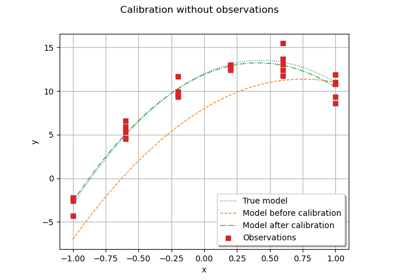 Calibration without observations
15
10
5
0
−5
y
−1.00 −0.75 −0.50 −0.25 0.00 0.25 0.50 0.75 1.00
x
True model
Model before calibration
Model after calibration
Observations